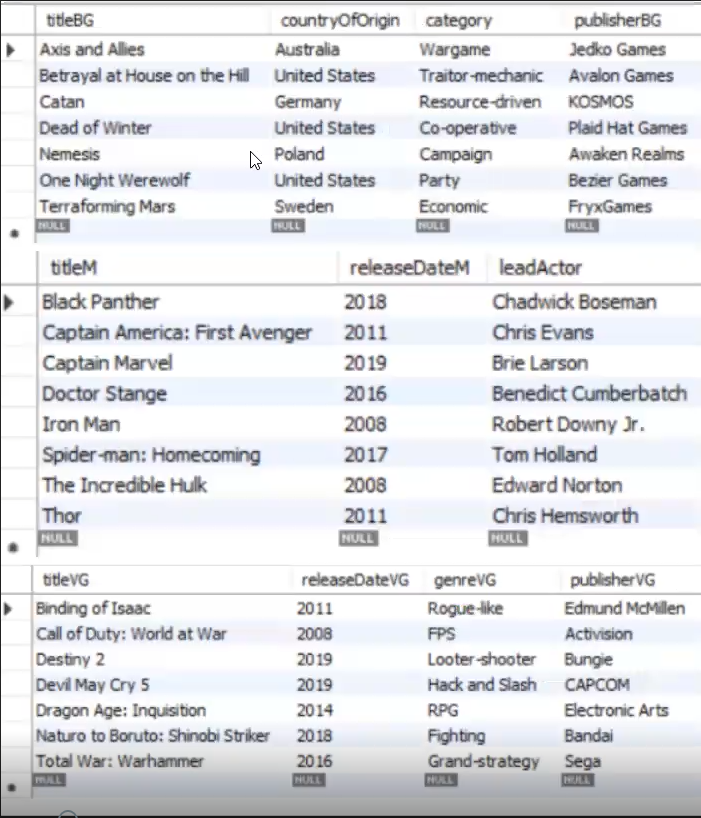 titleBG countryOfOrigin category publisherBG
Axis and Allies Australia Wargame Jedko Games
Betrayal at House on the Hill United States Traitor-mechanic Avalon Games
Catan Germany Resource-driven KOSMOS
Dead of Winter United States Co-operative Plaid Hat Games
Nemesis Poland Campaign Awaken Realms
One Night Werewolf United States Party Bezier Games
Terraforming Mars Sweden Economic FryxGames
NULL NULL NULL NULL
titleM releaseDateM leadActor
Black Panther 2018 Chadwick Boseman
Captain America: First Avenger 2011 Chris Evans
Captain Marvel 2019 Brie Larson
Doctor Stange 2016 Benedict Cumberbatch
Iron Man 2008 Robert Downy Jr.
Spider-man: Homecoming 2017 Tom Holland
The Incredible Hulk 2008 Edward Norton
Thor 2011 Chris Hemsworth
NULL NULL NULL
titleVG releaseDateVG genreVG publisherVG
Binding of Isaac 2011 Rogue-like Edmund McMillen
Call of Duty: World at War 2008 FPS Activision
Destiny 2 2019 Looter-shooter Bungie
Devil May Cry 5 2019 Hack and Slash CAPCOM
Dragon Age: Inquisition 2014 RPG Electronic Arts
Naturo to Boruto: Shinobi Striker 2018 Fighting Bandai
Total War: Warhammer 2016 Grand-strategy Sega
NULL NULL NULL NULL